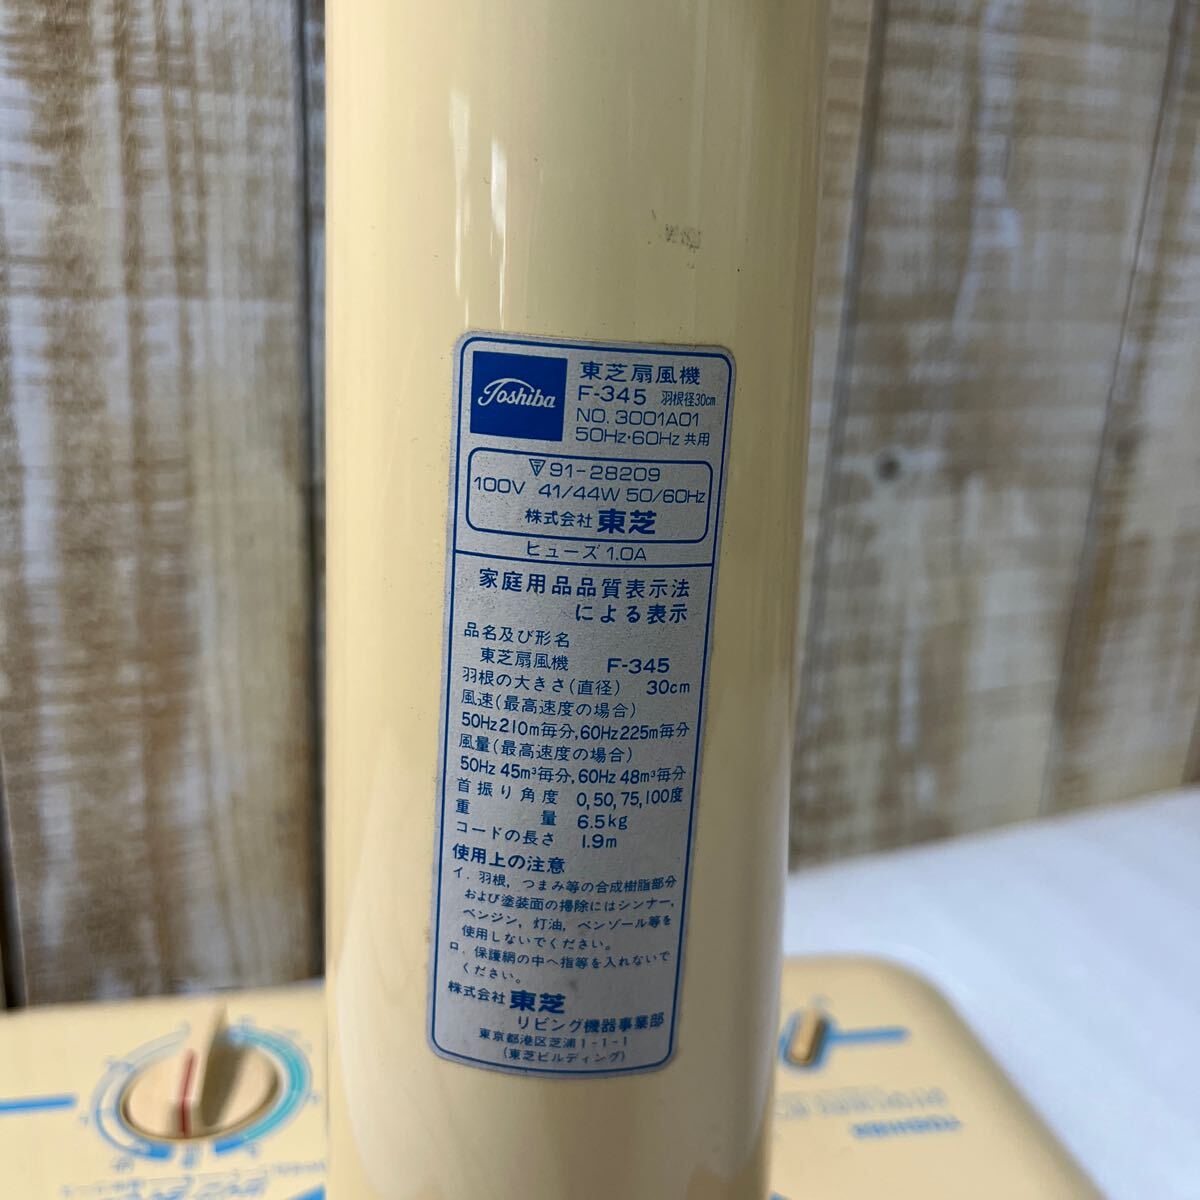 Toshiba
東芝扇風機
F-345 羽根径30cm
NO. 3001A01
50Hz・60Hz 共用
91-28209
100V 41/44W 50/60Hz
株式会社 東芝
ヒューズ 1.0A
家庭用品品質表示法
による表示
品名及び形名
東芝扇風機 F-345
羽根の大きさ(直径) 30cm
風速(最高速度の場合)
50Hz 210m毎分, 60Hz 225m毎分
風量(最高速度の場合)
50Hz 45m³毎分, 60Hz 48m³毎分
首振り角度 0, 50, 75, 100度
重量 6.5kg
コードの長さ 1.9m
使用上の注意
イ. 羽根, つまみ等の合成樹脂部分
および塗装面の掃除にはシンナー,
ベンジン, 灯油, ベンゾール等を
使用しないでください。
ロ. 保護網の中へ指等を入れないで
ください。
株式会社 東芝
リビング機器事業部
東京都港区芝浦1-1-1
(東芝ビルディング)
TOSHIBA